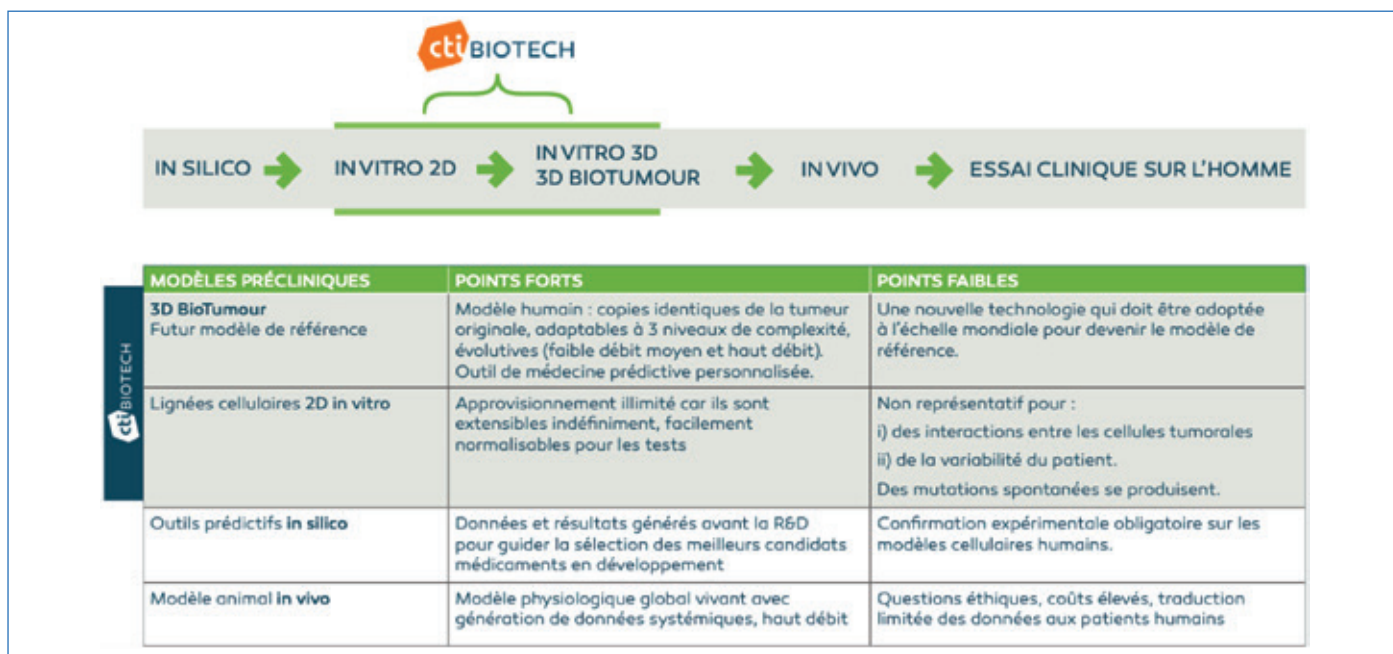 cti BIOTECH
IN SILICO
IN VITRO 2D
IN VITRO 3D
3D BIOTUMOUR
IN VIVO
ESSAI CLINIQUE SUR L'HOMME
MODÈLES PRÉCLINIQUES
POINTS FORTS
POINTS FAIBLES
cti BIOTECH
3D BioTumour
Futur modèle de référence
Modèle humain : copies identiques de la tumeur
originale, adaptables à 3 niveaux de complexité,
évolutives (faible débit moyen et haut débit).
Outil de médecine prédictive personnalisée.
Une nouvelle technologie qui doit être adoptée
à l'échelle mondiale pour devenir le modèle de
référence.
Lignées cellulaires 2D in vitro
Approvisionnement illimité car ils sont
extensibles indéfiniment, facilement
normalisables pour les tests
Non représentatif pour :
i) des interactions entre les cellules tumorales
ii) de la variabilité du patient.
Des mutations spontanées se produisent.
Outils prédictifs in silico
Données et résultats générés avant la R&D
pour guider la sélection des meilleurs candidats
médicaments en développement
Confirmation expérimentale obligatoire sur les
modèles cellulaires humains.
Modèle animal in vivo
Modèle physiologique global vivant avec
génération de données systémiques, haut débit
Questions éthiques, coûts élevés, traduction
limitée des données aux patients humains